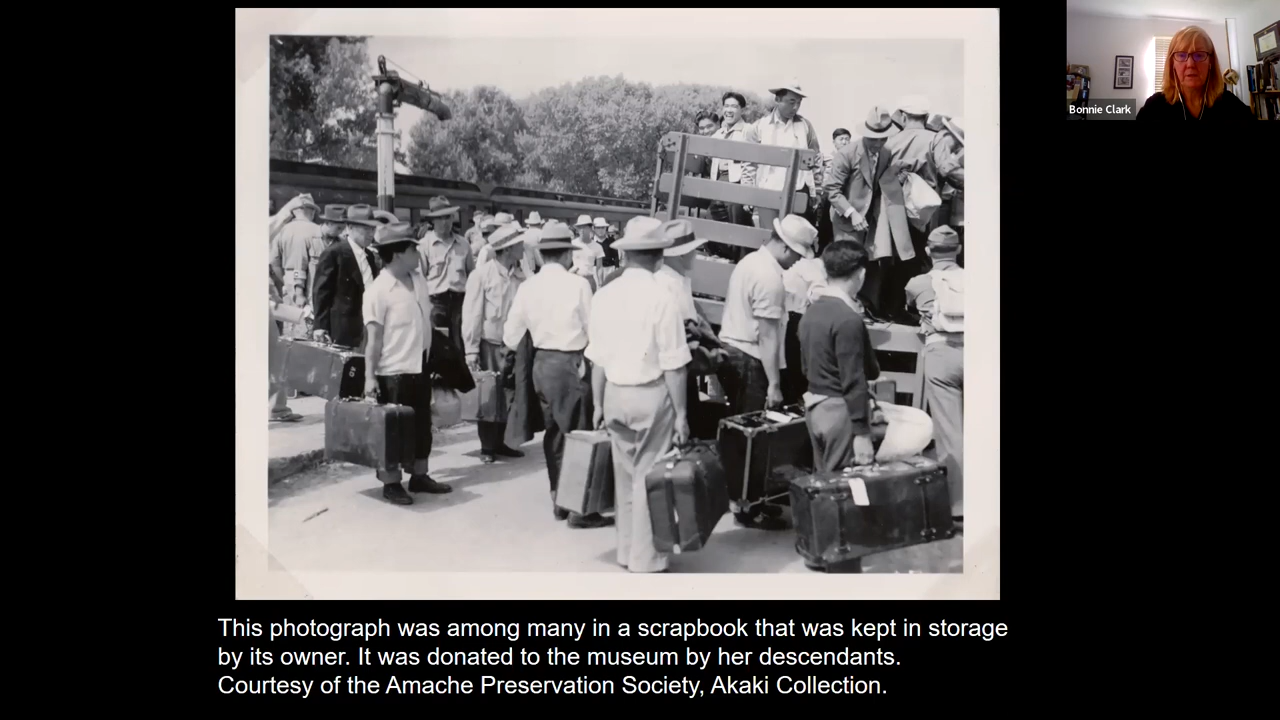 Bonnie Clark
This photograph was among many in a scrapbook that was kept in storage
by its owner. It was donated to the museum by her descendants.
Courtesy of the Amache Preservation Society, Akaki Collection.